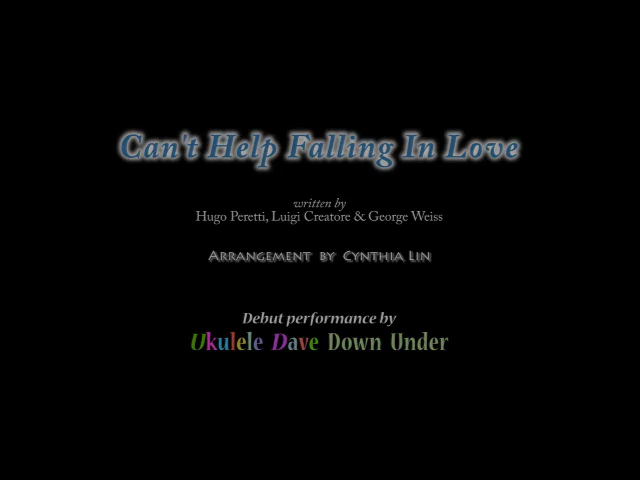 Can't Help Falling In Love
written by
Hugo Peretti, Luigi Creatore & George Weiss
Arrangement by Cynthia Lin
Debut performance by
Ukulele Dave Down Under